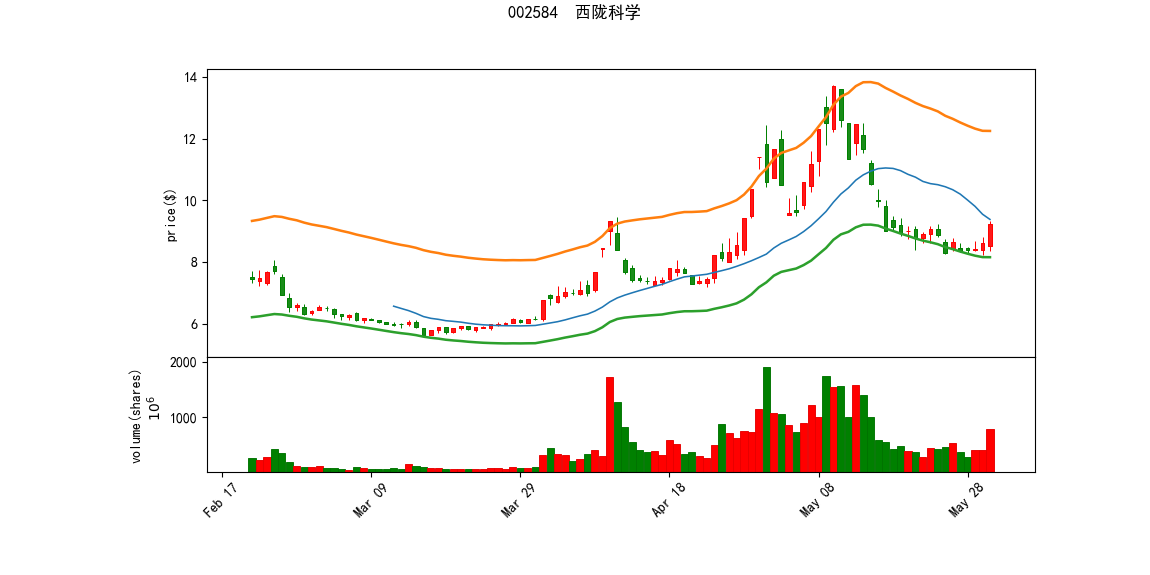 002584  西陇科学
14
12
10
8
6
price($)
2000
1000
volume(shares)
10^6
Feb 17
Mar 09
Mar 29
Apr 18
May 08
May 28